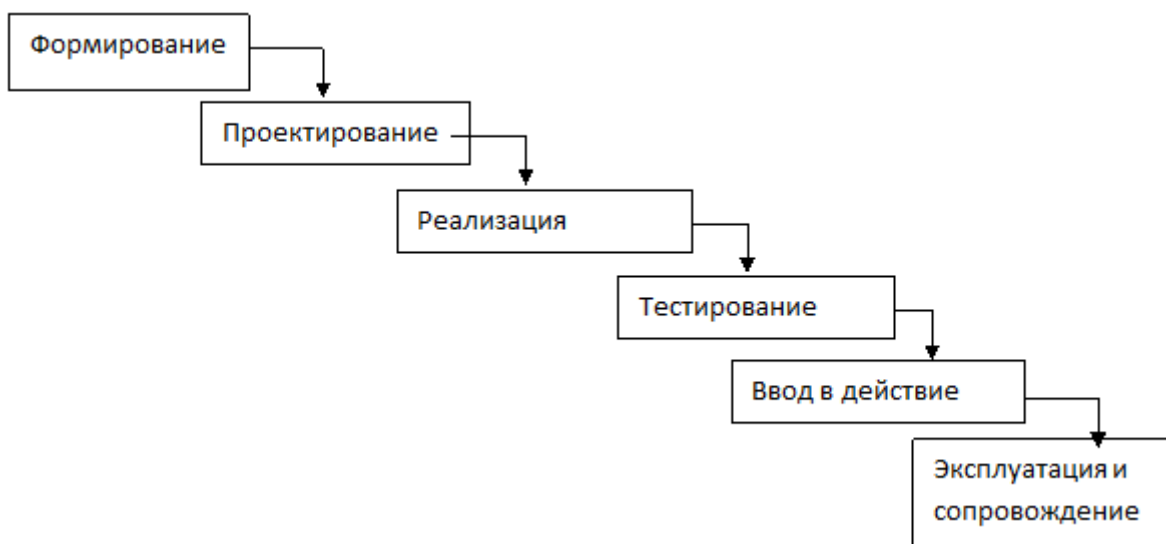 Формирование
Проектирование
Реализация
Тестирование
Ввод в действие
Эксплуатация и
сопровождение